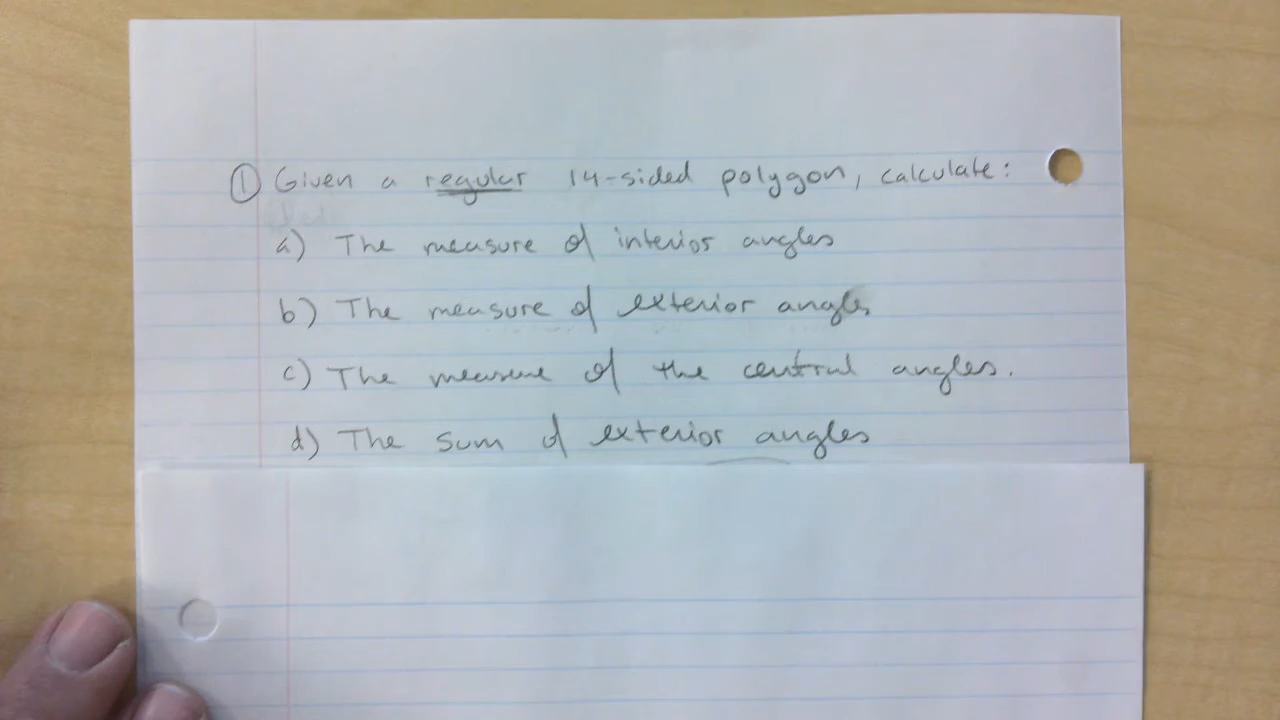 ① Given a regular 14-sided polygon, calculate:
a) The measure of interior angles
b) The measure of exterior angles
c) The measure of the central angles.
d) The sum of exterior angles